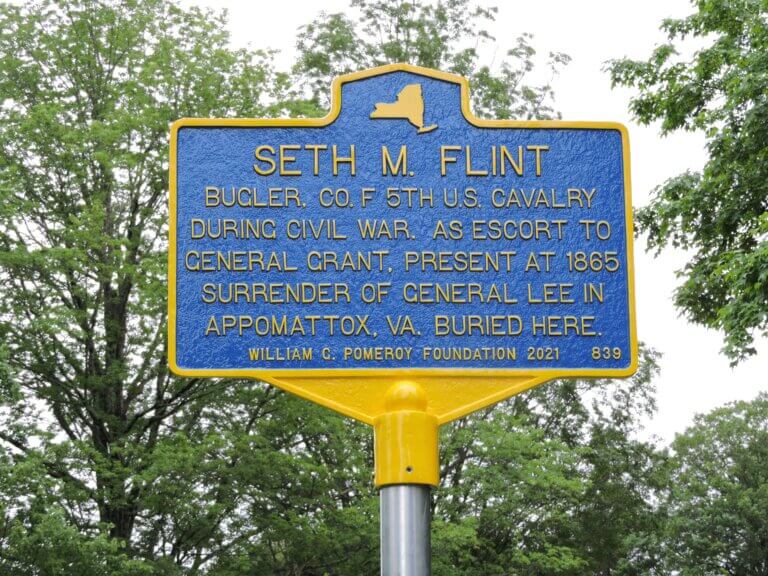 SETH M. FLINT
BUGLER, CO. F 5TH U.S. CAVALRY
DURING CIVIL WAR. AS ESCORT TO
GENERAL GRANT, PRESENT AT 1865
SURRENDER OF GENERAL LEE IN
APPOMATTOX, VA. BURIED HERE.
WILLIAM G. POMEROY FOUNDATION 2021 839